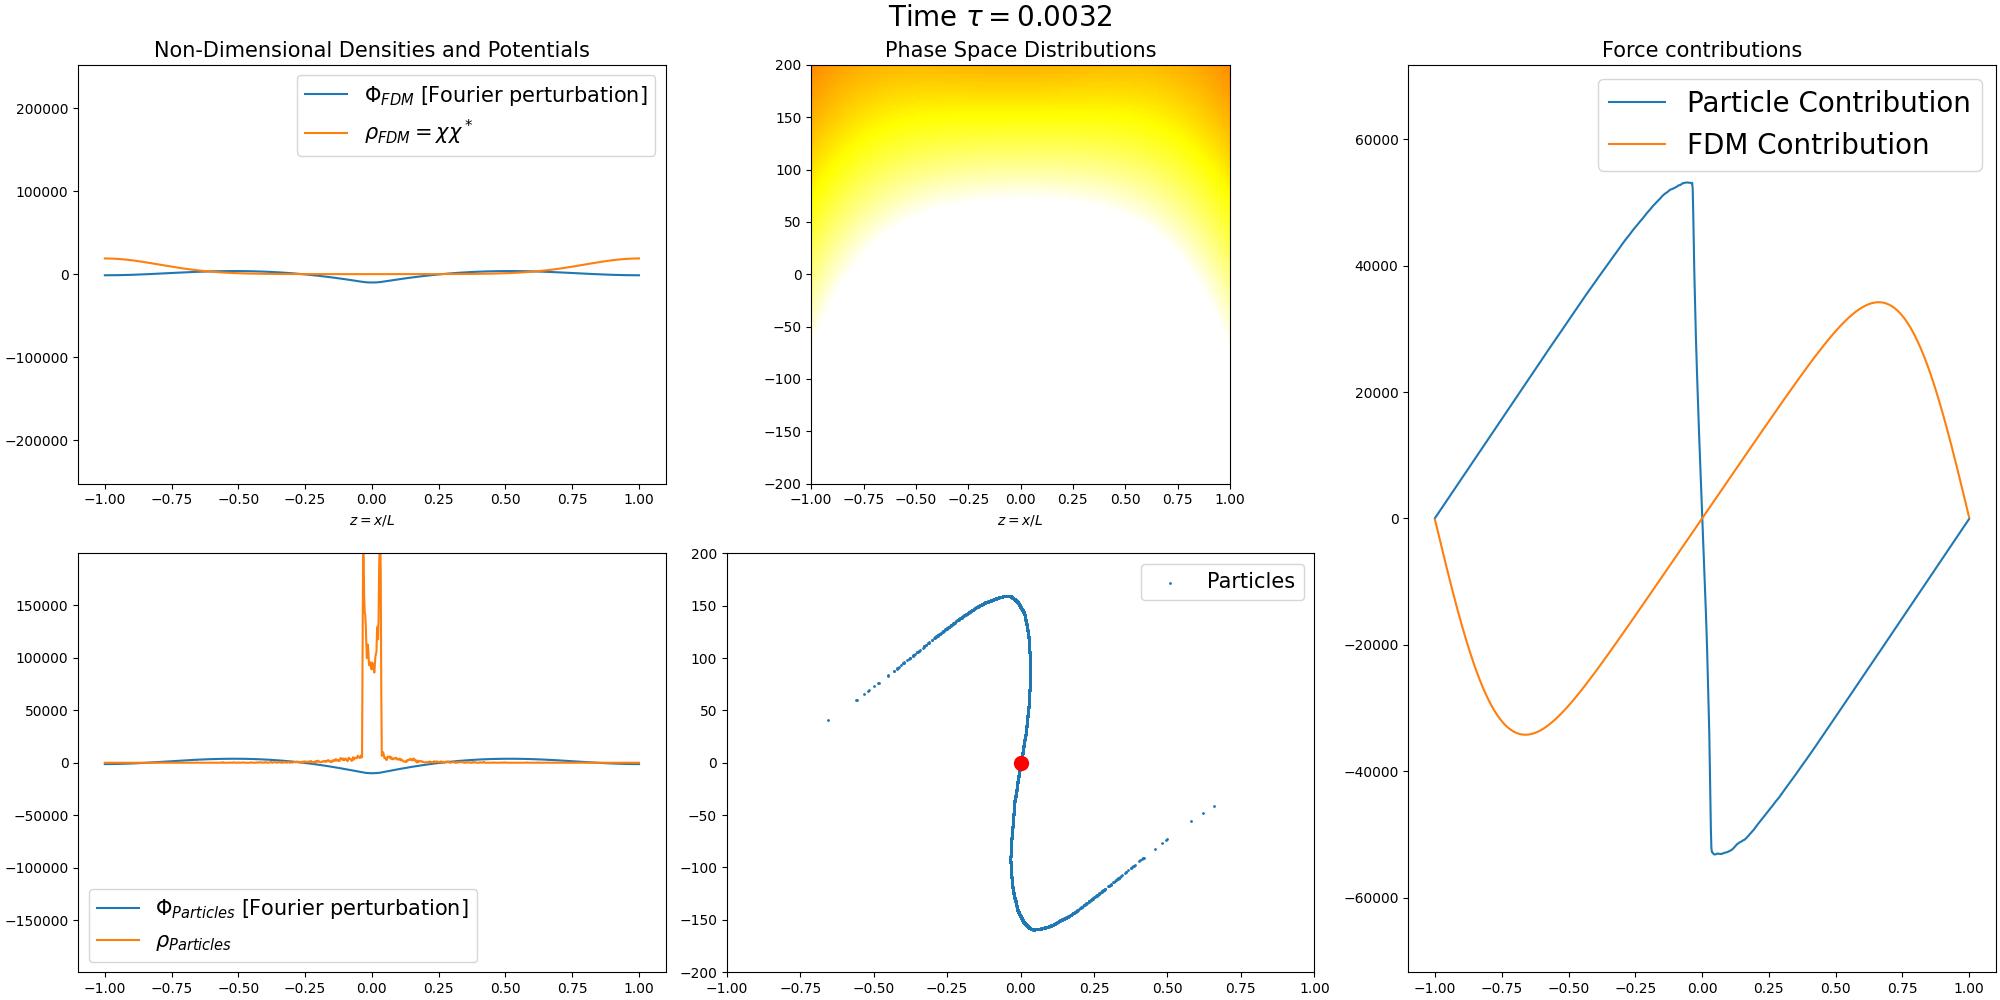 Time τ = 0.0032
Non-Dimensional Densities and Potentials
Φ_FDM [Fourier perturbation]
ρ_FDM = χχ*
200000
100000
0
−100000
−200000
−1.00 −0.75 −0.50 −0.25 0.00 0.25 0.50 0.75 1.00
z = x/L
Phase Space Distributions
200
150
100
50
0
−50
−100
−150
−200
−1.00 −0.75 −0.50 −0.25 0.00 0.25 0.50 0.75 1.00
z = x/L
Force contributions
Particle Contribution
FDM Contribution
60000
40000
20000
0
−20000
−40000
−60000
−1.00 −0.75 −0.50 −0.25 0.00 0.25 0.50 0.75 1.00
150000
100000
50000
0
−50000
−100000
−150000
Φ_Particles [Fourier perturbation]
ρ_Particles
−1.00 −0.75 −0.50 −0.25 0.00 0.25 0.50 0.75 1.00
Particles
200
150
100
50
0
−50
−100
−150
−200
−1.00 −0.75 −0.50 −0.25 0.00 0.25 0.50 0.75 1.00